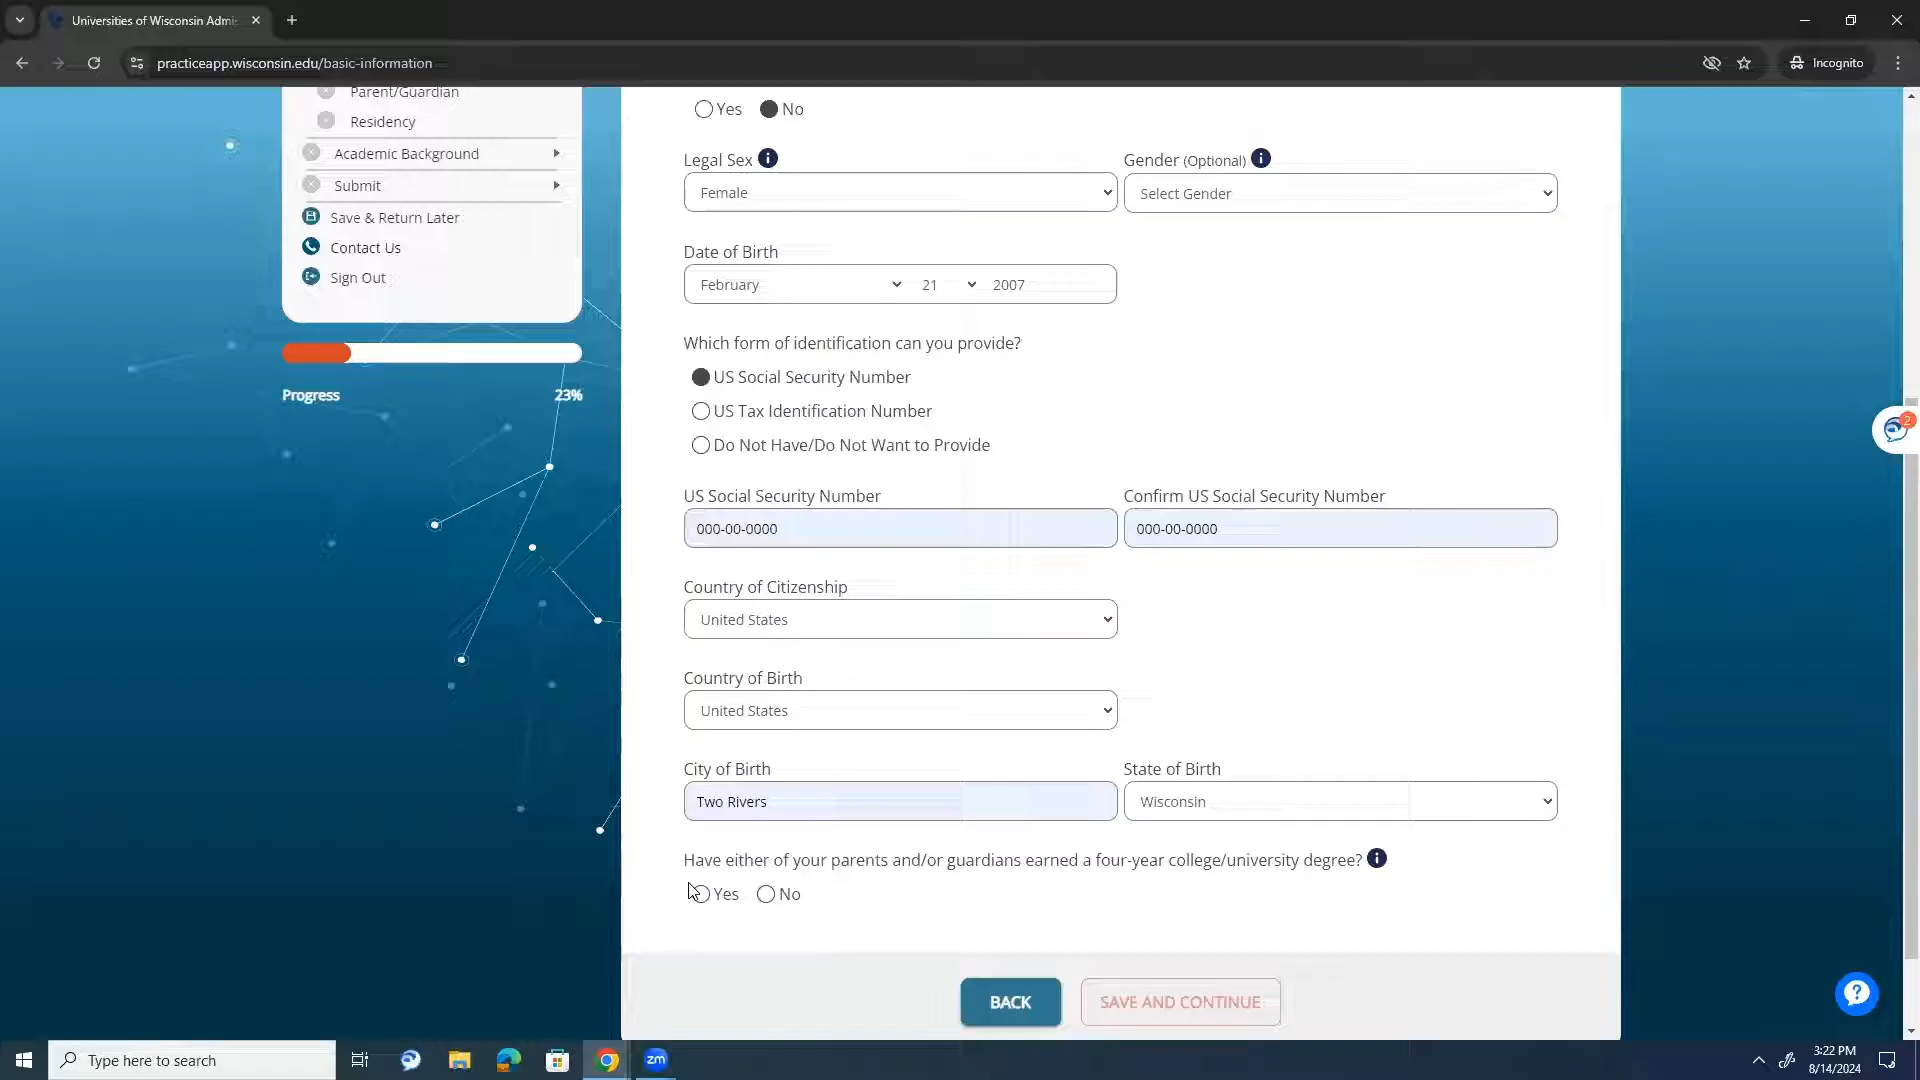 Universities of Wisconsin Admi
practiceapp.wisconsin.edu/basic-information
Incognito
Parent/Guardian
Residency
Academic Background
Submit
Save & Return Later
Contact Us
Sign Out
Progress 23%
Yes No
Legal Sex i Gender (Optional) i
Female Select Gender
Date of Birth
February 21 2007
Which form of identification can you provide?
US Social Security Number
US Tax Identification Number
Do Not Have/Do Not Want to Provide
US Social Security Number Confirm US Social Security Number
000-00-0000 000-00-0000
Country of Citizenship
United States
Country of Birth
United States
City of Birth State of Birth
Two Rivers Wisconsin
Have either of your parents and/or guardians earned a four-year college/university degree? i
Yes No
BACK SAVE AND CONTINUE
2
?
Type here to search
zm
3:22 PM
8/14/2024